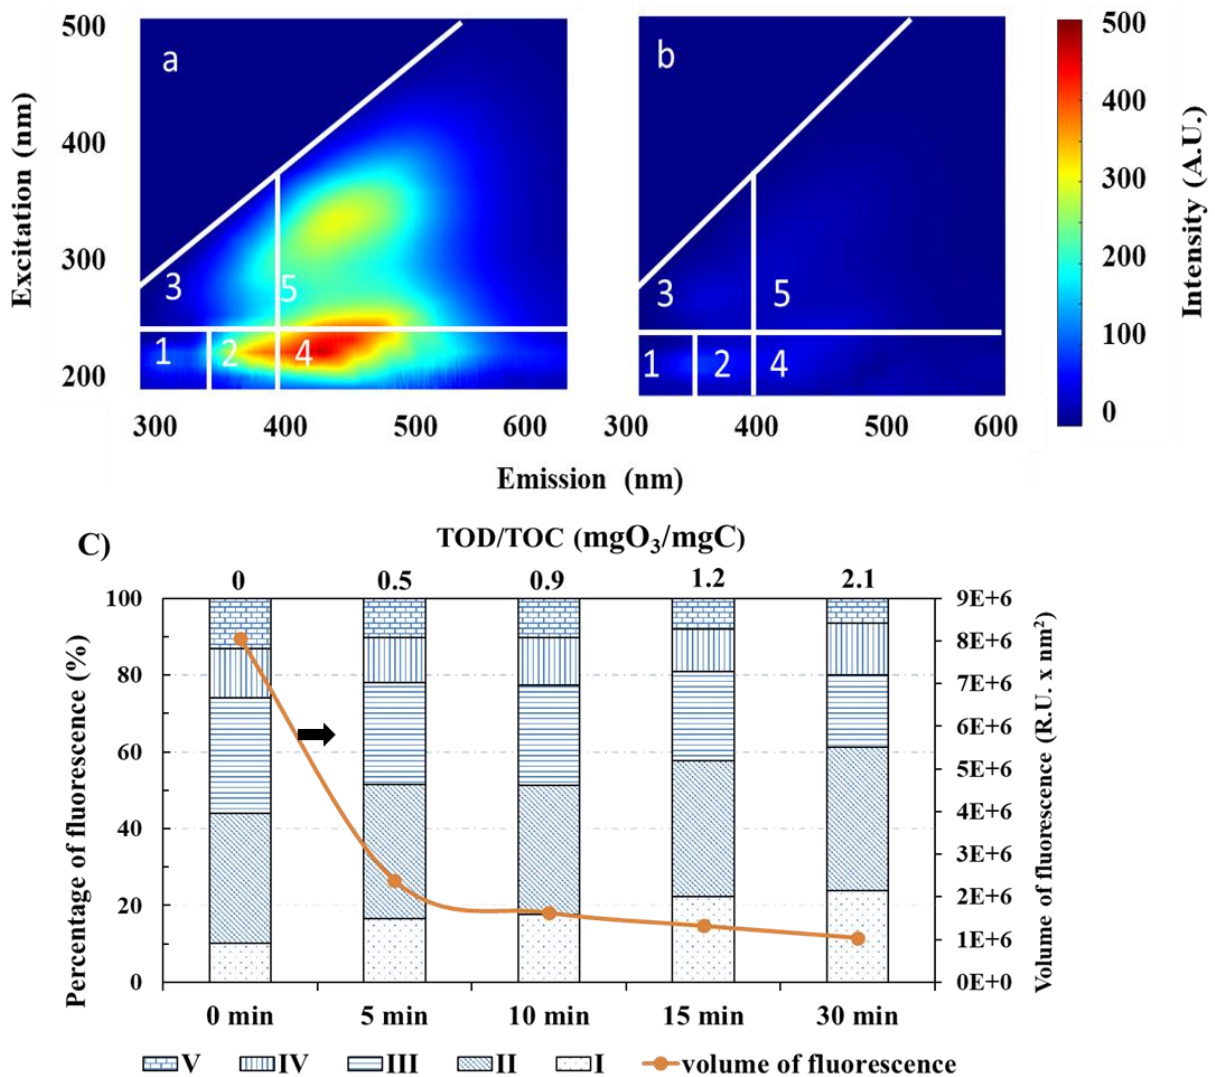 a
b
500
400
300
200
Excitation (nm)
3
5
1
2
4
3
5
1
2
4
300 400 500 600
300 400 500 600
Emission (nm)
500
400
300
200
100
0
Intensity (A.U.)
C)
TOD/TOC (mgO₃/mgC)
0 0.5 0.9 1.2 2.1
100
80
60
40
20
0
Percentage of fluorescence (%)
9E+6
8E+6
7E+6
6E+6
5E+6
4E+6
3E+6
2E+6
1E+6
0E+0
Volume of fluorescence (R.U. x nm²)
0 min 5 min 10 min 15 min 30 min
V IV III II I volume of fluorescence